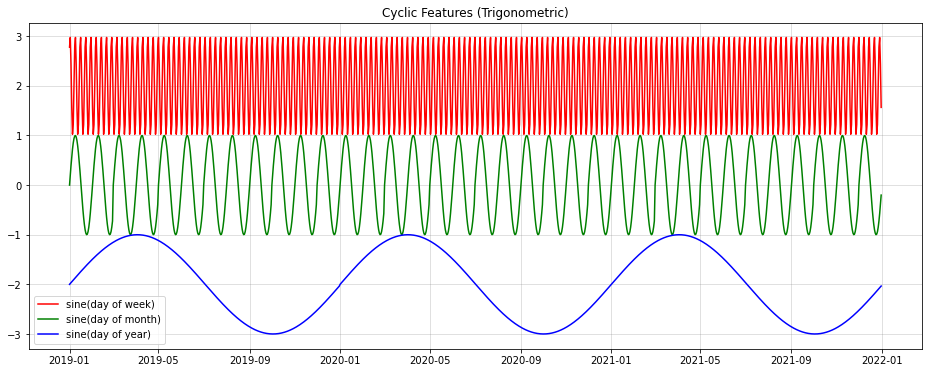 Cyclic Features (Trigonometric)
3
2
1
0
−1
−2
−3
sine(day of week)
sine(day of month)
sine(day of year)
2019-01 2019-05 2019-09 2020-01 2020-05 2020-09 2021-01 2021-05 2021-09 2022-01